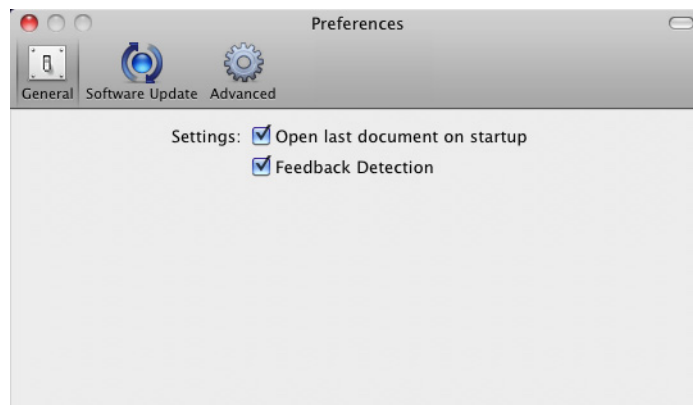 Preferences
General Software Update Advanced
Settings: Open last document on startup
Feedback Detection